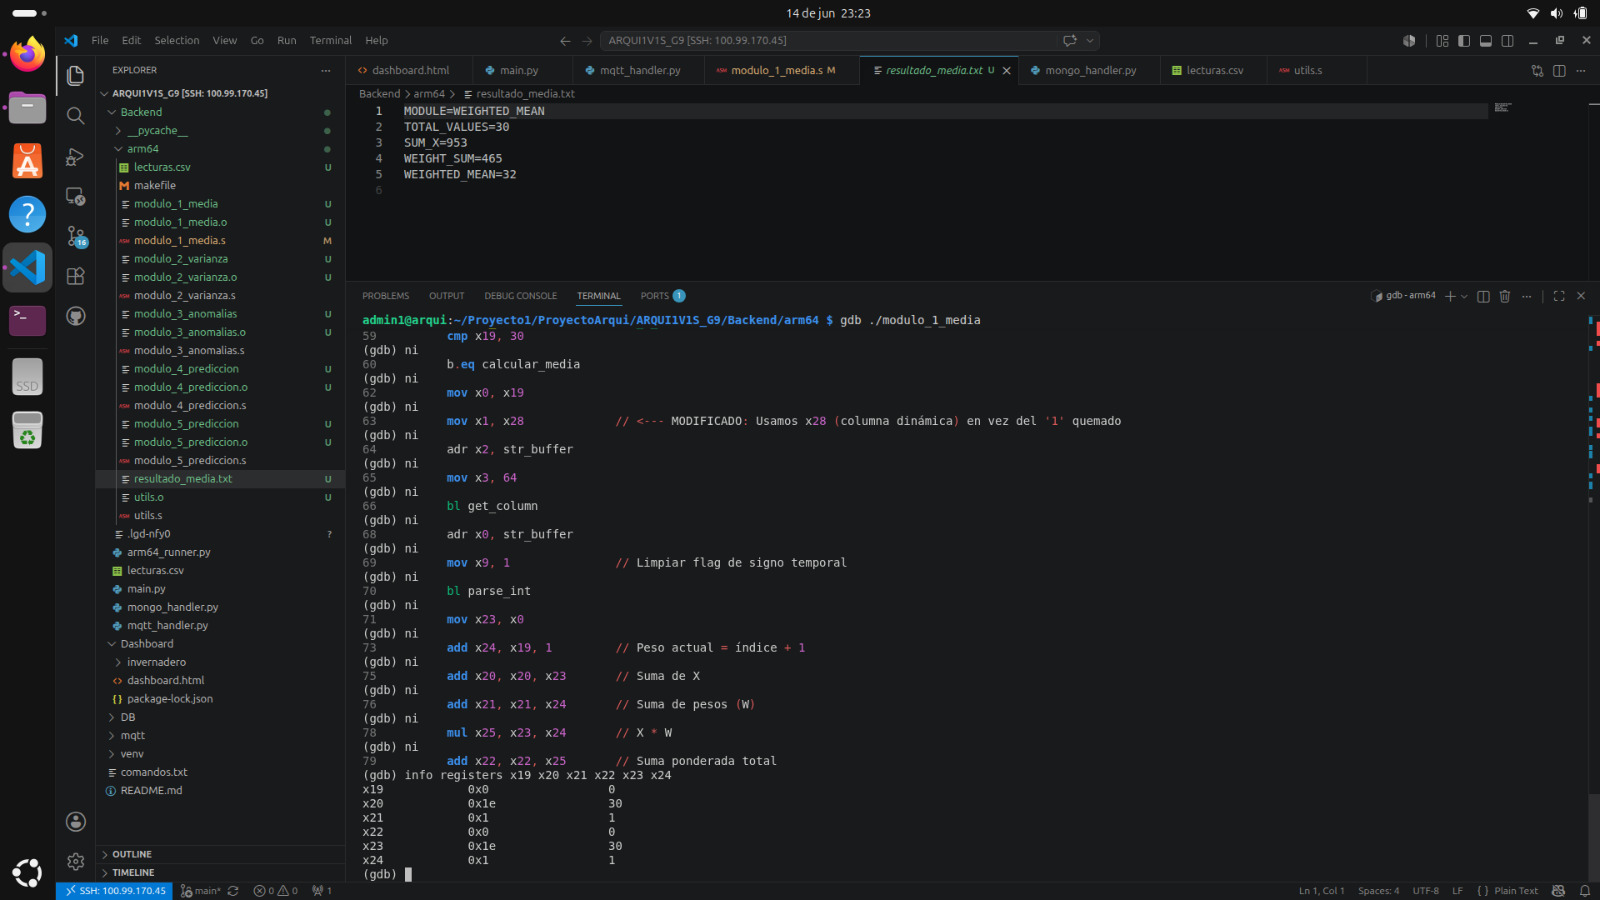 14 de jun 23:23
File Edit Selection View Go Run Terminal Help
ARQUI1V1S_G9 [SSH: 100.99.170.45]
EXPLORER
ARQUI1V1S_G9 [SSH: 100.99.170.45]
Backend
__pycache__
arm64
lecturas.csv U
makefile
modulo_1_media U
modulo_1_media.o U
modulo_1_media.s M
modulo_2_varianza U
modulo_2_varianza.o U
modulo_2_varianza.s
modulo_3_anomalias U
modulo_3_anomalias.o U
modulo_3_anomalias.s
modulo_4_prediccion U
modulo_4_prediccion.o U
modulo_4_prediccion.s
modulo_5_prediccion U
modulo_5_prediccion.o U
modulo_5_prediccion.s
resultado_media.txt U
utils.o U
utils.s
.lgd-nfy0 ?
arm64_runner.py
lecturas.csv
main.py
mongo_handler.py
mqtt_handler.py
Dashboard
invernadero
dashboard.html
package-lock.json
DB
mqtt
venv
comandos.txt
README.md
OUTLINE
TIMELINE
dashboard.html main.py mqtt_handler.py modulo_1_media.s M resultado_media.txt U mongo_handler.py lecturas.csv utils.s
Backend > arm64 > resultado_media.txt
1 MODULE=WEIGHTED_MEAN
2 TOTAL_VALUES=30
3 SUM_X=953
4 WEIGHT_SUM=465
5 WEIGHTED_MEAN=32
6
PROBLEMS OUTPUT DEBUG CONSOLE TERMINAL PORTS 1
gdb - arm64
admin1@arqui:~/Proyecto1/ProyectoArqui/ARQUI1V1S_G9/Backend/arm64 $ gdb ./modulo_1_media
59 cmp x19, 30
(gdb) ni
60 b.eq calcular_media
(gdb) ni
62 mov x0, x19
(gdb) ni
63 mov x1, x28 // <--- MODIFICADO: Usamos x28 (columna dinámica) en vez del '1' quemado
(gdb) ni
64 adr x2, str_buffer
(gdb) ni
65 mov x3, 64
(gdb) ni
66 bl get_column
(gdb) ni
68 adr x0, str_buffer
(gdb) ni
69 mov x9, 1 // Limpiar flag de signo temporal
(gdb) ni
70 bl parse_int
(gdb) ni
71 mov x23, x0
(gdb) ni
73 add x24, x19, 1 // Peso actual = índice + 1
(gdb) ni
75 add x20, x20, x23 // Suma de X
(gdb) ni
76 add x21, x21, x24 // Suma de pesos (W)
(gdb) ni
78 mul x25, x23, x24 // X * W
(gdb) ni
79 add x22, x22, x25 // Suma ponderada total
(gdb) info registers x19 x20 x21 x22 x23 x24
x19 0x0 0
x20 0x1e 30
x21 0x1 1
x22 0x0 0
x23 0x1e 30
x24 0x1 1
(gdb)
16
SSD
SSH: 100.99.170.45 main* 0 0 1 Ln 1, Col 1 Spaces: 4 UTF-8 LF {} Plain Text